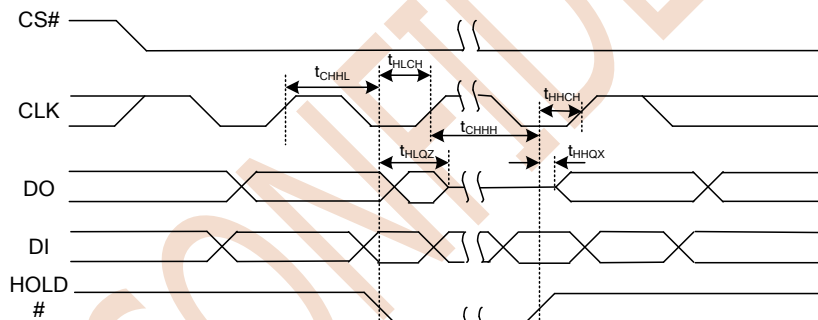 CS#
tCHHL
tHLCH
CLK
tHHCH
tCHHH
tHLQZ
tHHQX
DO
DI
HOLD
#